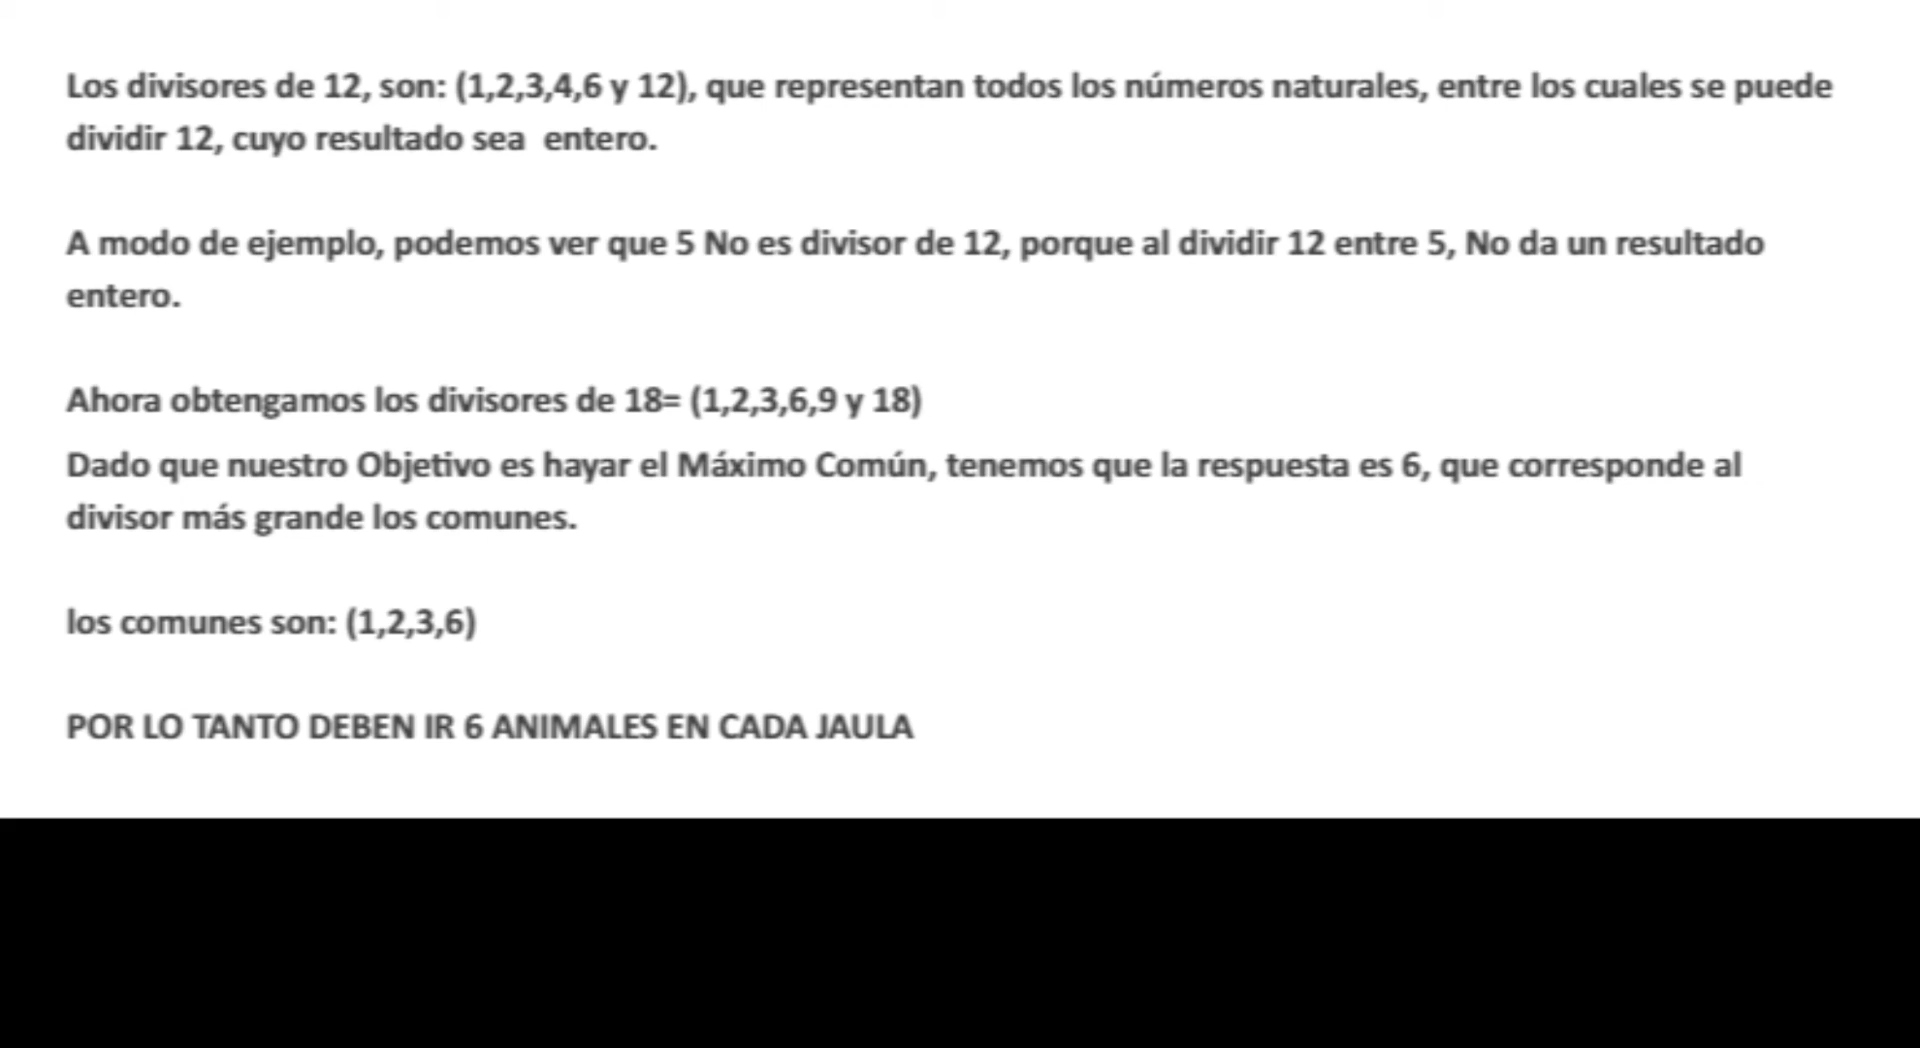 Los divisores de 12, son: (1,2,3,4,6 y 12), que representan todos los números naturales, entre los cuales se puede
dividir 12, cuyo resultado sea  entero.
A modo de ejemplo, podemos ver que 5 No es divisor de 12, porque al dividir 12 entre 5, No da un resultado
entero.
Ahora obtengamos los divisores de 18= (1,2,3,6,9 y 18)
Dado que nuestro Objetivo es hayar el Máximo Común, tenemos que la respuesta es 6, que corresponde al
divisor más grande los comunes.
los comunes son: (1,2,3,6)
POR LO TANTO DEBEN IR 6 ANIMALES EN CADA JAULA